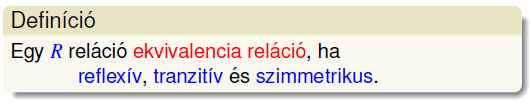 Definíció
Egy R reláció ekvivalencia reláció, ha
reflexív, tranzitív és szimmetrikus.